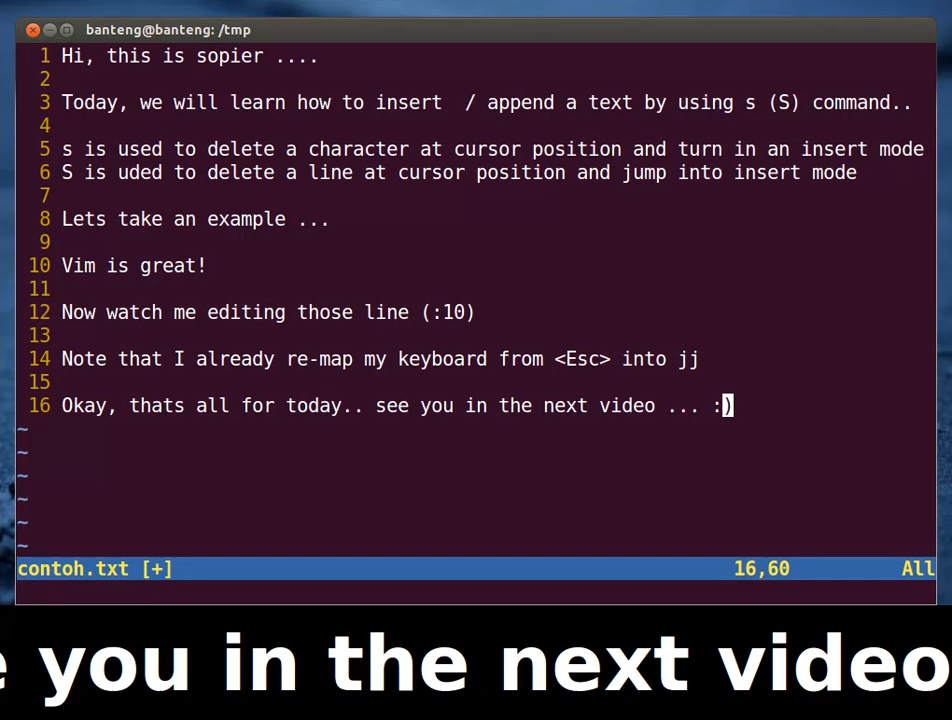 banteng@banteng: /tmp
1 Hi, this is sopier ....
2
3 Today, we will learn how to insert  / append a text by using s (S) command..
4
5 s is used to delete a character at cursor position and turn in an insert mode
6 S is uded to delete a line at cursor position and jump into insert mode
7
8 Lets take an example ...
9
10 Vim is great!
11
12 Now watch me editing those line (:10)
13
14 Note that I already re-map my keyboard from <Esc> into jj
15
16 Okay, thats all for today.. see you in the next video ... :)
~
~
~
~
~
~
contoh.txt [+] 16,60 All
e you in the next video